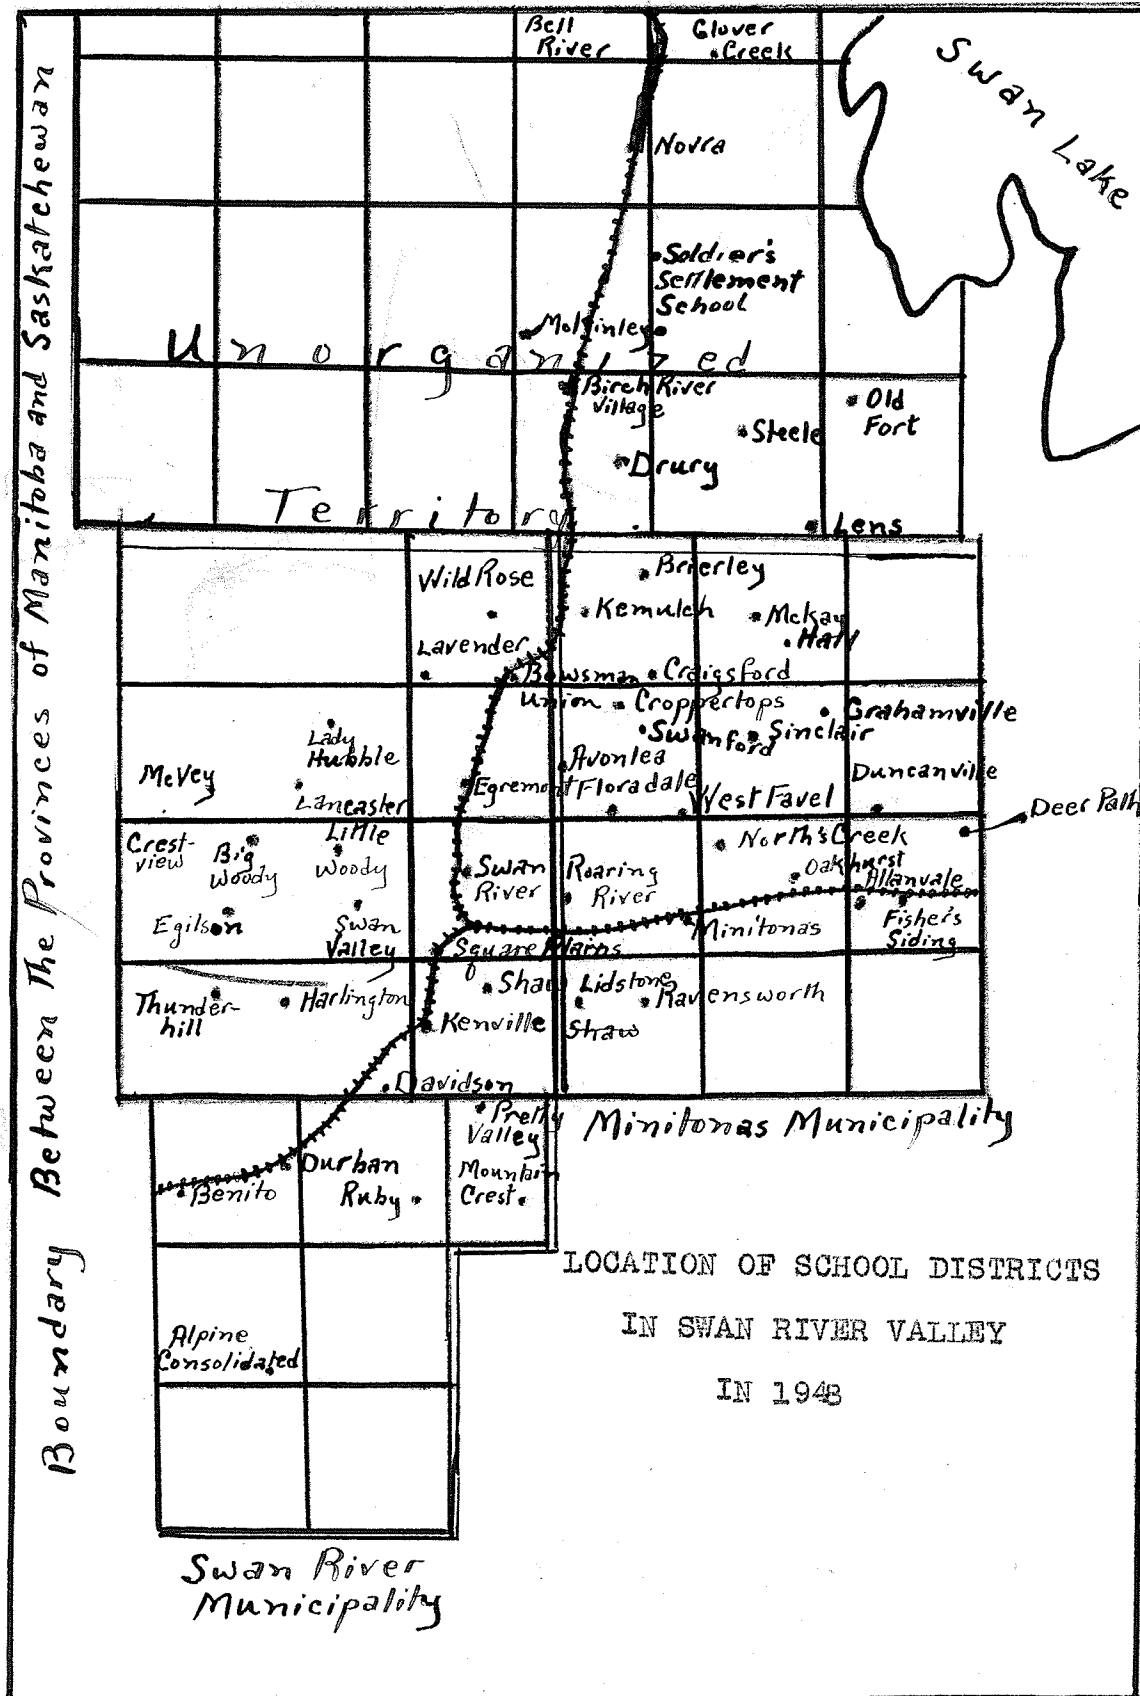 Bell
River
Glover
Creek
Swan Lake
Novra
Soldier's
Settlement
School
McKinley
Unorganized
Birch River
Village
Old
Fort
Steele
Drury
Territory
Lens
Boundary Between The Provinces of Manitoba and Saskatchewan
Wild Rose
Brierley
Kemulch
McKay
Hall
Lavender
Bowsman
Union
Craigsford
Croppertops
Grahamville
Swanford
Sinclair
Lady
Hubble
McVey
Avonlea
Egremont
Floradale
Duncanville
Lancaster
West Favel
Deer Path
Crest-
view
Big
Woody
Little
Woody
North's Creek
Swan
River
Roaring
River
Oakhurst
Allanvale
Egilson
Swan
Valley
Minitonas
Fisher's
Siding
Square Plains
Thunder-
hill
Harlington
Shaw
Lidstone
Ravensworth
Kenville
Shaw
Davidson
Pretty
Valley
Minitonas Municipality
Durban
Benito
Ruby
Mountain
Crest
LOCATION OF SCHOOL DISTRICTS
IN SWAN RIVER VALLEY
IN 1948
Alpine
Consolidated
Swan River
Municipality